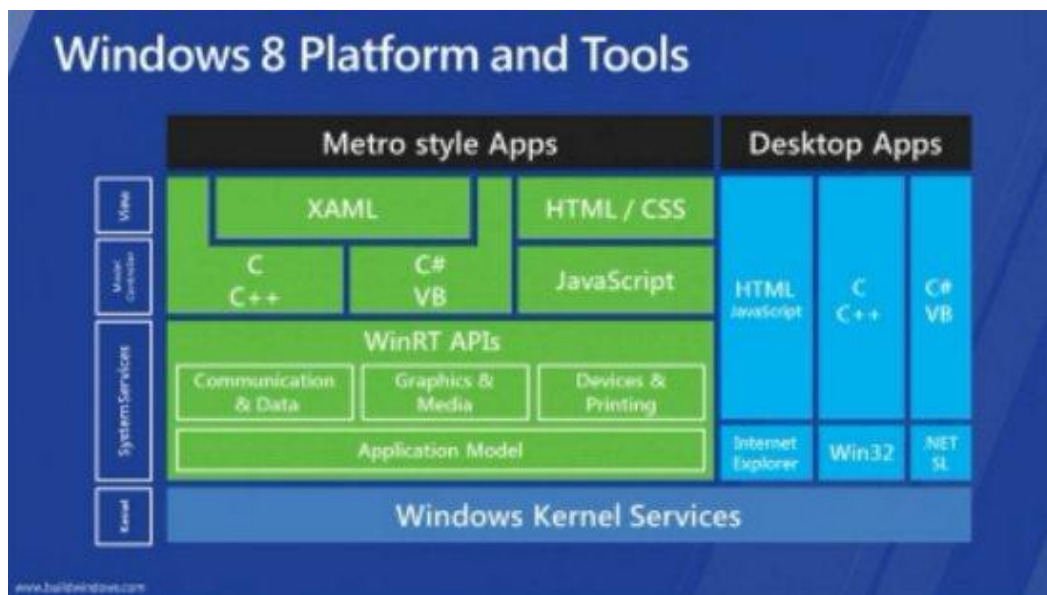 Windows 8 Platform and Tools
Metro style Apps
Desktop Apps
View
XAML
HTML / CSS
Model
Controller
C
C++
C#
VB
JavaScript
HTML
JavaScript
C
C++
C#
VB
System Services
WinRT APIs
Communication
& Data
Graphics &
Media
Devices &
Printing
Application Model
Internet
Explorer
Win32
.NET
SL
Kernel
Windows Kernel Services
www.buildwindows.com